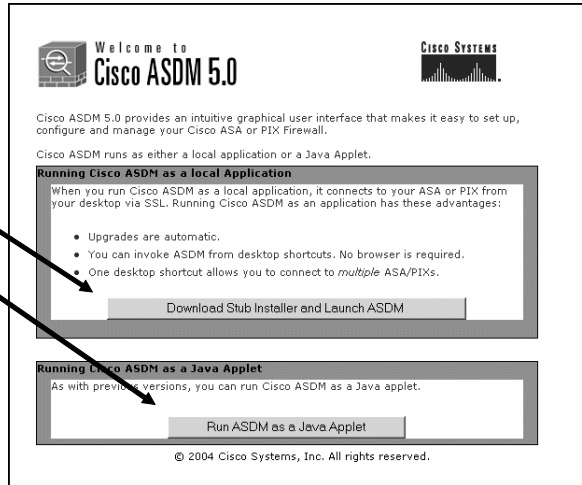 Welcome to
Cisco ASDM 5.0
CISCO SYSTEMS
Cisco ASDM 5.0 provides an intuitive graphical user interface that makes it easy to set up,
configure and manage your Cisco ASA or PIX Firewall.
Cisco ASDM runs as either a local application or a Java Applet.
Running Cisco ASDM as a local Application
When you run Cisco ASDM as a local application, it connects to your ASA or PIX from
your desktop via SSL. Running Cisco ASDM as an application has these advantages:
• Upgrades are automatic.
• You can invoke ASDM from desktop shortcuts. No browser is required.
• One desktop shortcut allows you to connect to multiple ASA/PIXs.
Download Stub Installer and Launch ASDM
Running Cisco ASDM as a Java Applet
As with previous versions, you can run Cisco ASDM as a Java applet.
Run ASDM as a Java Applet
© 2004 Cisco Systems, Inc. All rights reserved.